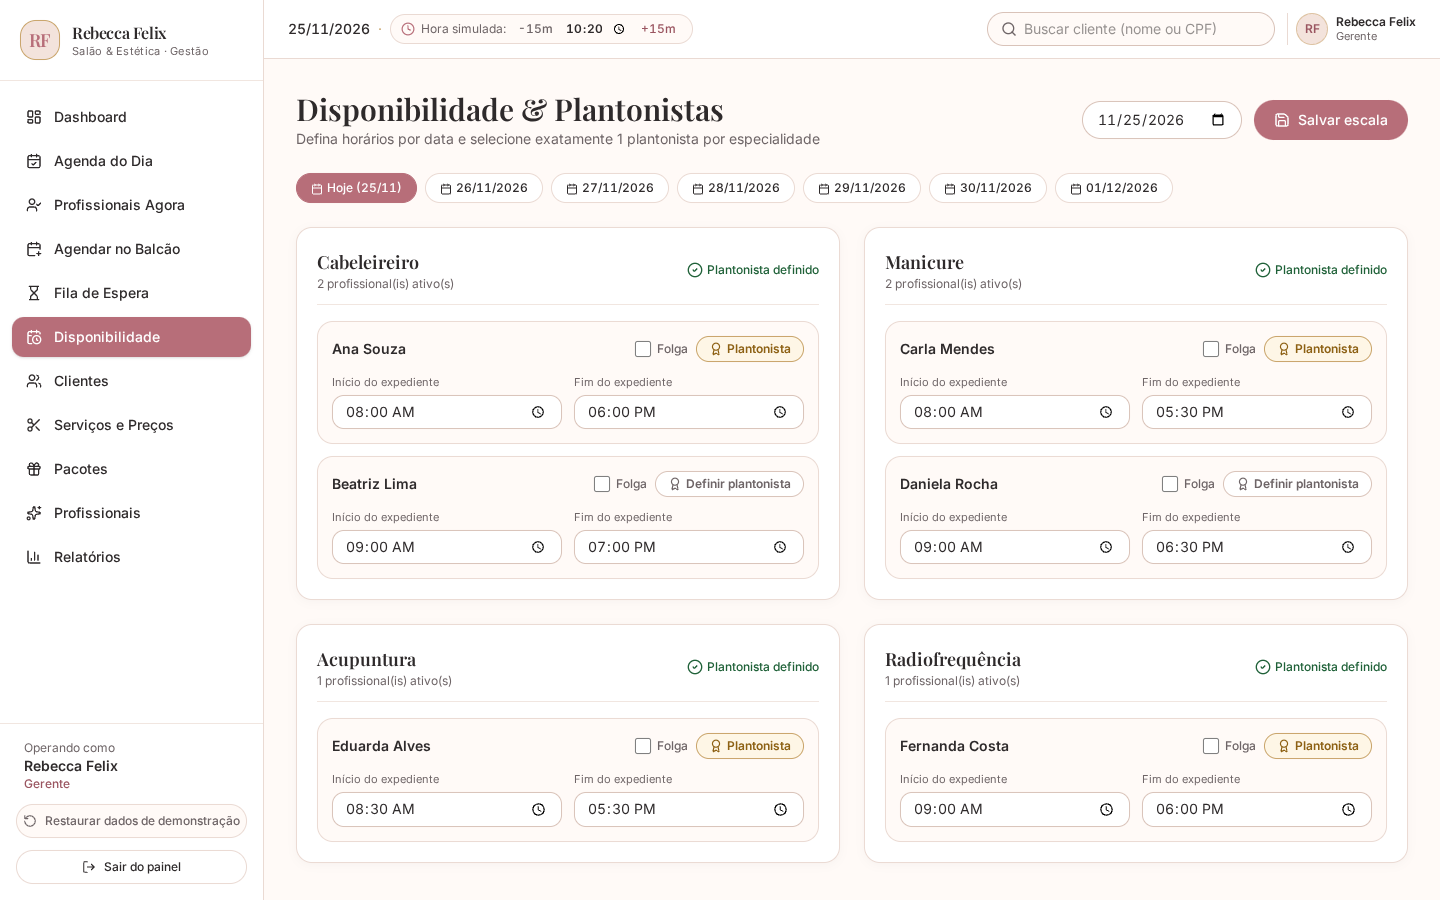 RF
Rebecca Felix
Salão & Estética · Gestão
Dashboard
Agenda do Dia
Profissionais Agora
Agendar no Balcão
Fila de Espera
Disponibilidade
Clientes
Serviços e Preços
Pacotes
Profissionais
Relatórios
Operando como
Rebecca Felix
Gerente
Restaurar dados de demonstração
Sair do painel
25/11/2026 · Hora simulada: -15m 10:20 +15m
Buscar cliente (nome ou CPF)
RF
Rebecca Felix
Gerente
Disponibilidade & Plantonistas
Defina horários por data e selecione exatamente 1 plantonista por especialidade
11/25/2026
Salvar escala
Hoje (25/11) 26/11/2026 27/11/2026 28/11/2026 29/11/2026 30/11/2026 01/12/2026
Cabeleireiro
2 profissional(is) ativo(s)
Plantonista definido
Ana Souza Folga Plantonista
Início do expediente Fim do expediente
08:00 AM 06:00 PM
Beatriz Lima Folga Definir plantonista
Início do expediente Fim do expediente
09:00 AM 07:00 PM
Manicure
2 profissional(is) ativo(s)
Plantonista definido
Carla Mendes Folga Plantonista
Início do expediente Fim do expediente
08:00 AM 05:30 PM
Daniela Rocha Folga Definir plantonista
Início do expediente Fim do expediente
09:00 AM 06:30 PM
Acupuntura
1 profissional(is) ativo(s)
Plantonista definido
Eduarda Alves Folga Plantonista
Início do expediente Fim do expediente
08:30 AM 05:30 PM
Radiofrequência
1 profissional(is) ativo(s)
Plantonista definido
Fernanda Costa Folga Plantonista
Início do expediente Fim do expediente
09:00 AM 06:00 PM